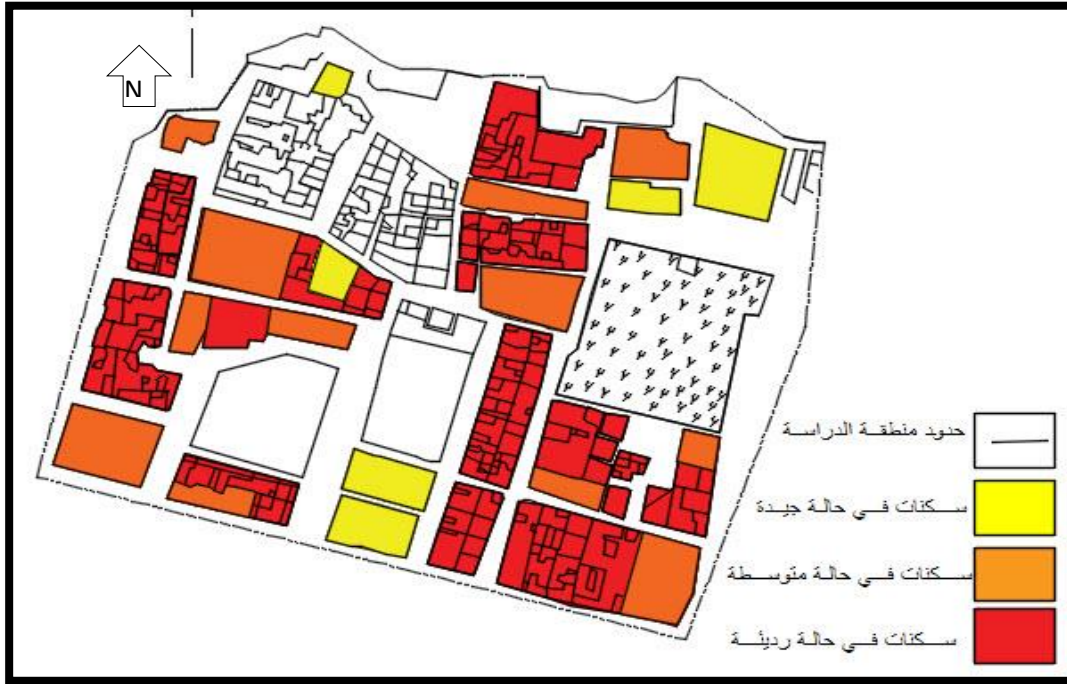 N
حدود منطقة الدراسة
سكنات في حالة جيدة
سكنات في حالة متوسطة
سكنات في حالة رديئة